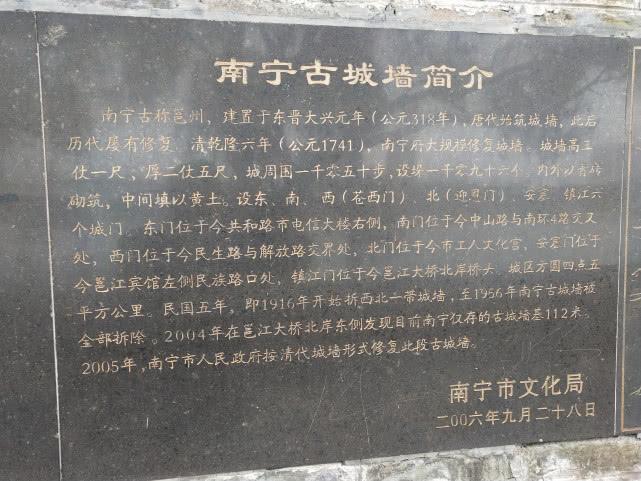 南宁古城墙简介
南宁古称邕州，建置于东晋大兴元年（公元318年），唐代始筑城墙，此后
历代屡有修复。清乾隆六年（公元1741），南宁府大规模修复城墙。城墙高二
仗一尺，厚二仗五尺，城周围一千零五十步，设垛一千零九十六个。内外以青砖
砌筑，中间填以黄土。设东、南、西（苍西门）、北（迎恩门）、安塞、镇江六
个城门。东门位于今共和路市电信大楼右侧，南门位于今中山路与南环4路交叉
处，西门位于今民生路与解放路交界处，北门位于今市工人文化宫，安塞门位于
今邕江宾馆左侧民族路口处，镇江门位于今邕江大桥北岸桥头。城区方圆四点五
平方公里。民国五年，即1916年开始拆西北一带城墙，至1956年南宁古城墙被
全部拆除。2004年在邕江大桥北岸东侧发现目前南宁仅存的古城墙基112米。
2005年，南宁市人民政府按清代城墙形式修复此段古城墙。
南宁市文化局
二00六年九月二十八日